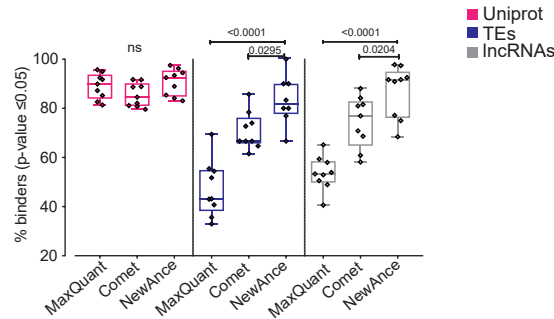 Uniprot
TEs
lncRNAs
<0.0001
<0.0001
ns
0.0295
0.0204
% binders (p-value ≤0.05)
100
80
60
40
20
MaxQuant
Comet
NewAnce
MaxQuant
Comet
NewAnce
MaxQuant
Comet
NewAnce